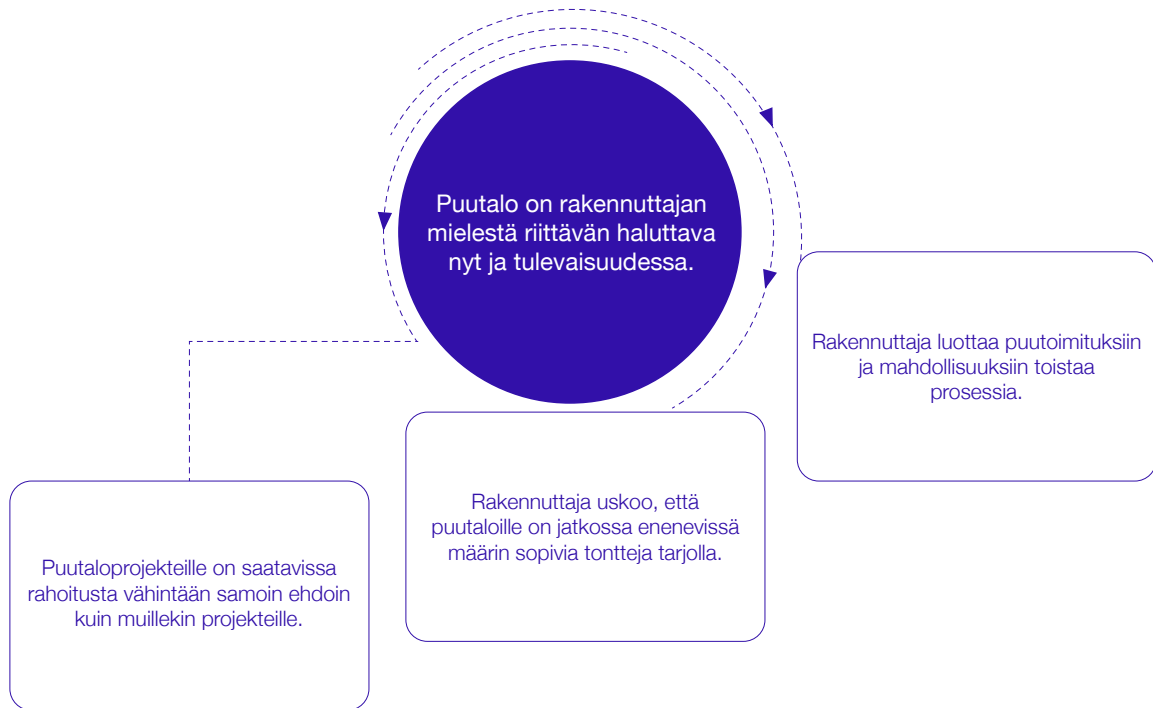 Puutalo on rakennuttajan
mielestä riittävän haluttava
nyt ja tulevaisuudessa.
Rakennuttaja luottaa puutoimituksiin
ja mahdollisuuksiin toistaa
prosessia.
Rakennuttaja uskoo, että
puutaloille on jatkossa enenevissä
määrin sopivia tontteja tarjolla.
Puutaloprojekteille on saatavissa
rahoitusta vähintään samoin ehdoin
kuin muillekin projekteille.